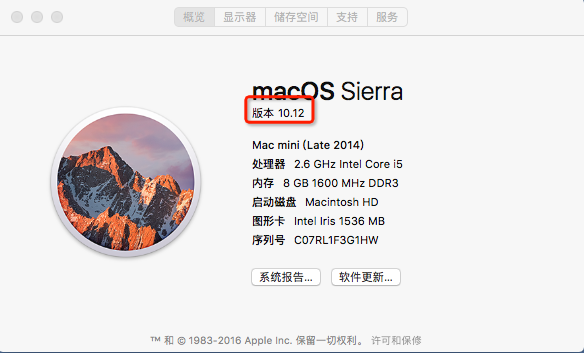 概览 显示器 储存空间 支持 服务
macOS Sierra
版本 10.12
Mac mini (Late 2014)
处理器 2.6 GHz Intel Core i5
内存 8 GB 1600 MHz DDR3
启动磁盘 Macintosh HD
图形卡 Intel Iris 1536 MB
序列号 C07RL1F3G1HW
系统报告... 软件更新...
™ 和 © 1983-2016 Apple Inc. 保留一切权利。 许可和保修